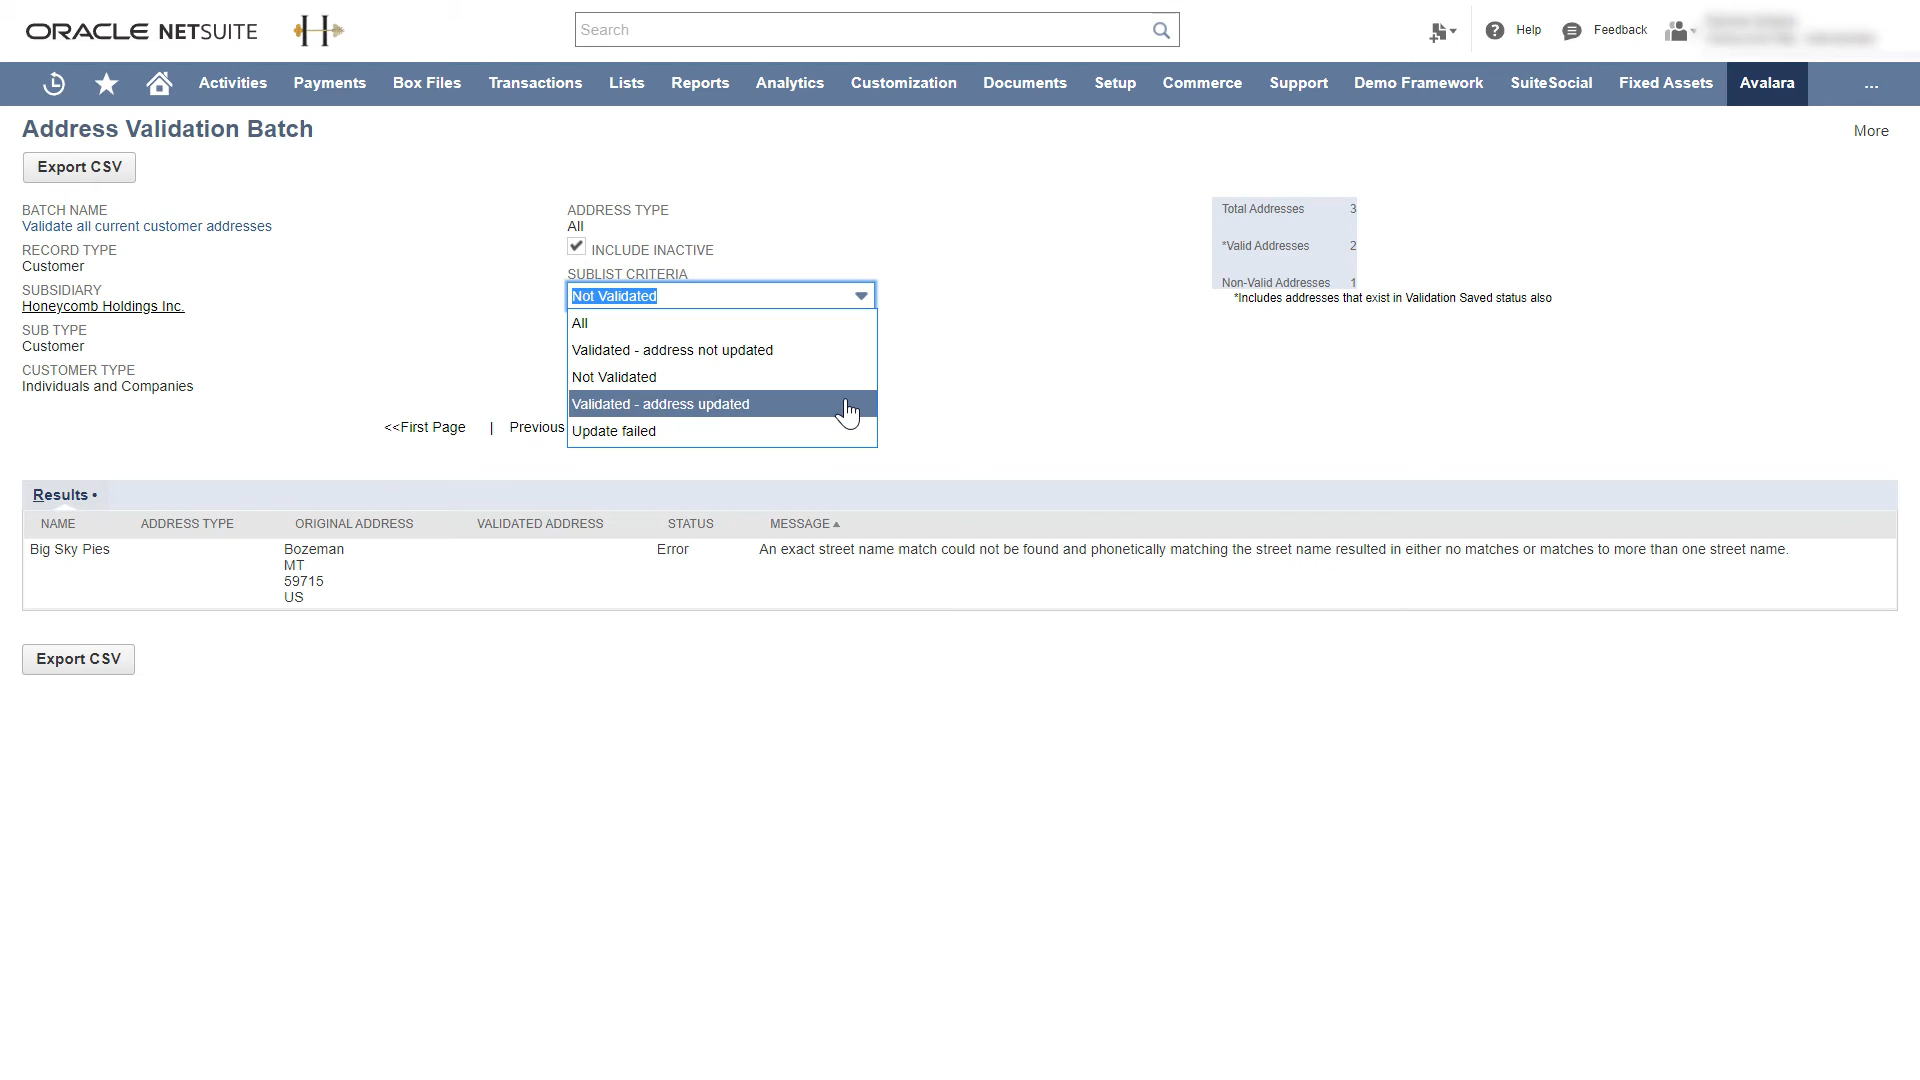 ORACLE NETSUITE
H
Search
Help
Feedback
Activities
Payments
Box Files
Transactions
Lists
Reports
Analytics
Customization
Documents
Setup
Commerce
Support
Demo Framework
SuiteSocial
Fixed Assets
Avalara
...
Address Validation Batch
More
Export CSV
BATCH NAME
Validate all current customer addresses
RECORD TYPE
Customer
SUBSIDIARY
Honeycomb Holdings Inc.
SUB TYPE
Customer
CUSTOMER TYPE
Individuals and Companies
ADDRESS TYPE
All
INCLUDE INACTIVE
SUBLIST CRITERIA
Not Validated
All
Validated - address not updated
Not Validated
Validated - address updated
Update failed
Total Addresses 3
*Valid Addresses 2
Non-Valid Addresses 1
*Includes addresses that exist in Validation Saved status also
<<First Page | Previous
Results •
NAME ADDRESS TYPE ORIGINAL ADDRESS VALIDATED ADDRESS STATUS MESSAGE ▲
Big Sky Pies Bozeman Error An exact street name match could not be found and phonetically matching the street name resulted in either no matches or matches to more than one street name.
MT
59715
US
Export CSV